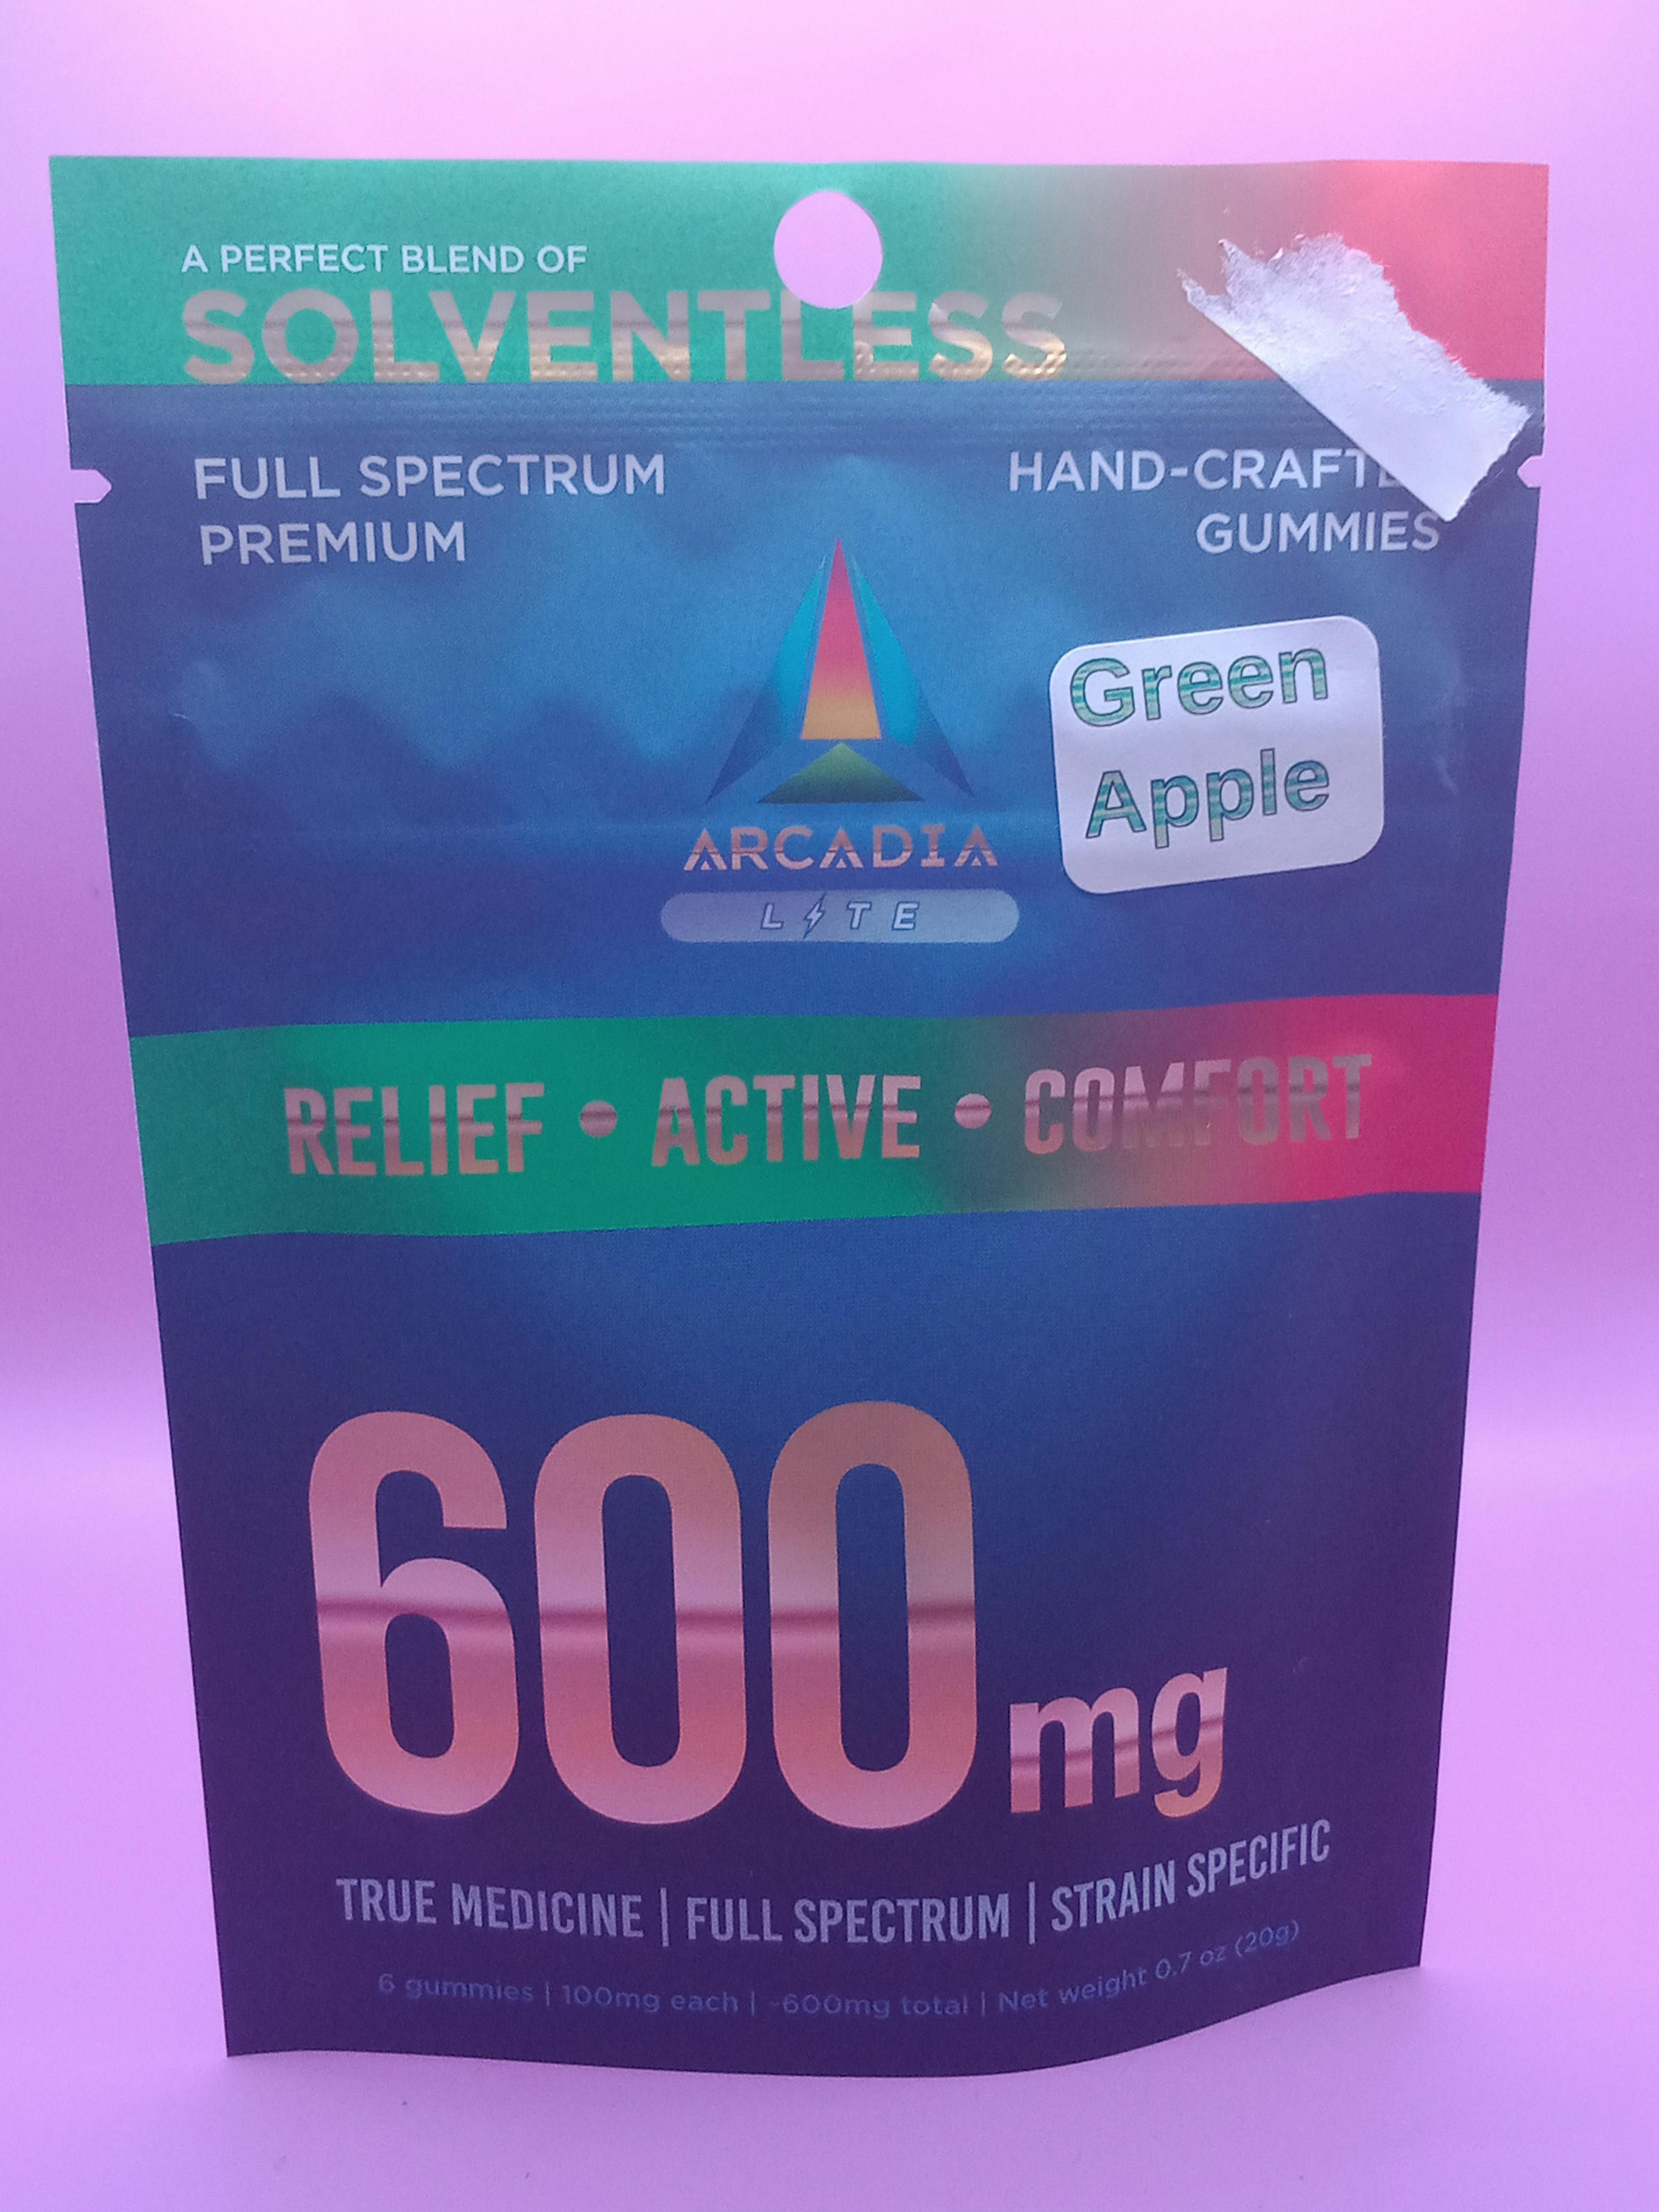 A PERFECT BLEND OF
SOLVENTLESS
FULL SPECTRUM
PREMIUM
HAND-CRAFTE
GUMMIES
Green
Apple
ARCADIA
L⚡TE
RELIEF • ACTIVE • COMFORT
600mg
TRUE MEDICINE | FULL SPECTRUM | STRAIN SPECIFIC
6 gummies | 100mg each | ~600mg total | Net weight 0.7 oz (20g)